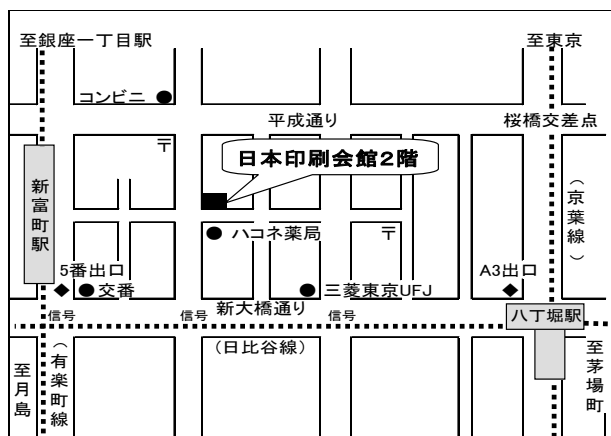 至銀座一丁目駅
至東京
コンビニ
平成通り
桜橋交差点
〒
日本印刷会館2階
新富町駅
（京葉線）
ハコネ薬局
〒
5番出口
A3出口
交番
三菱東京UFJ
新大橋通り
信号
信号
信号
八丁堀駅
（日比谷線）
（有楽町線
至月島
至茅場町